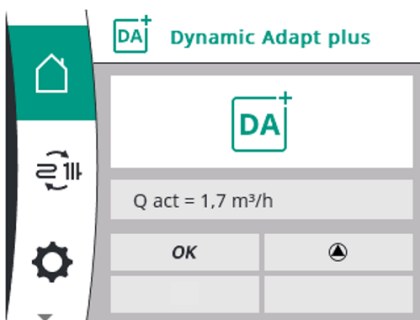 DA+ Dynamic Adapt plus
DA+
Q act = 1,7 m³/h
OK